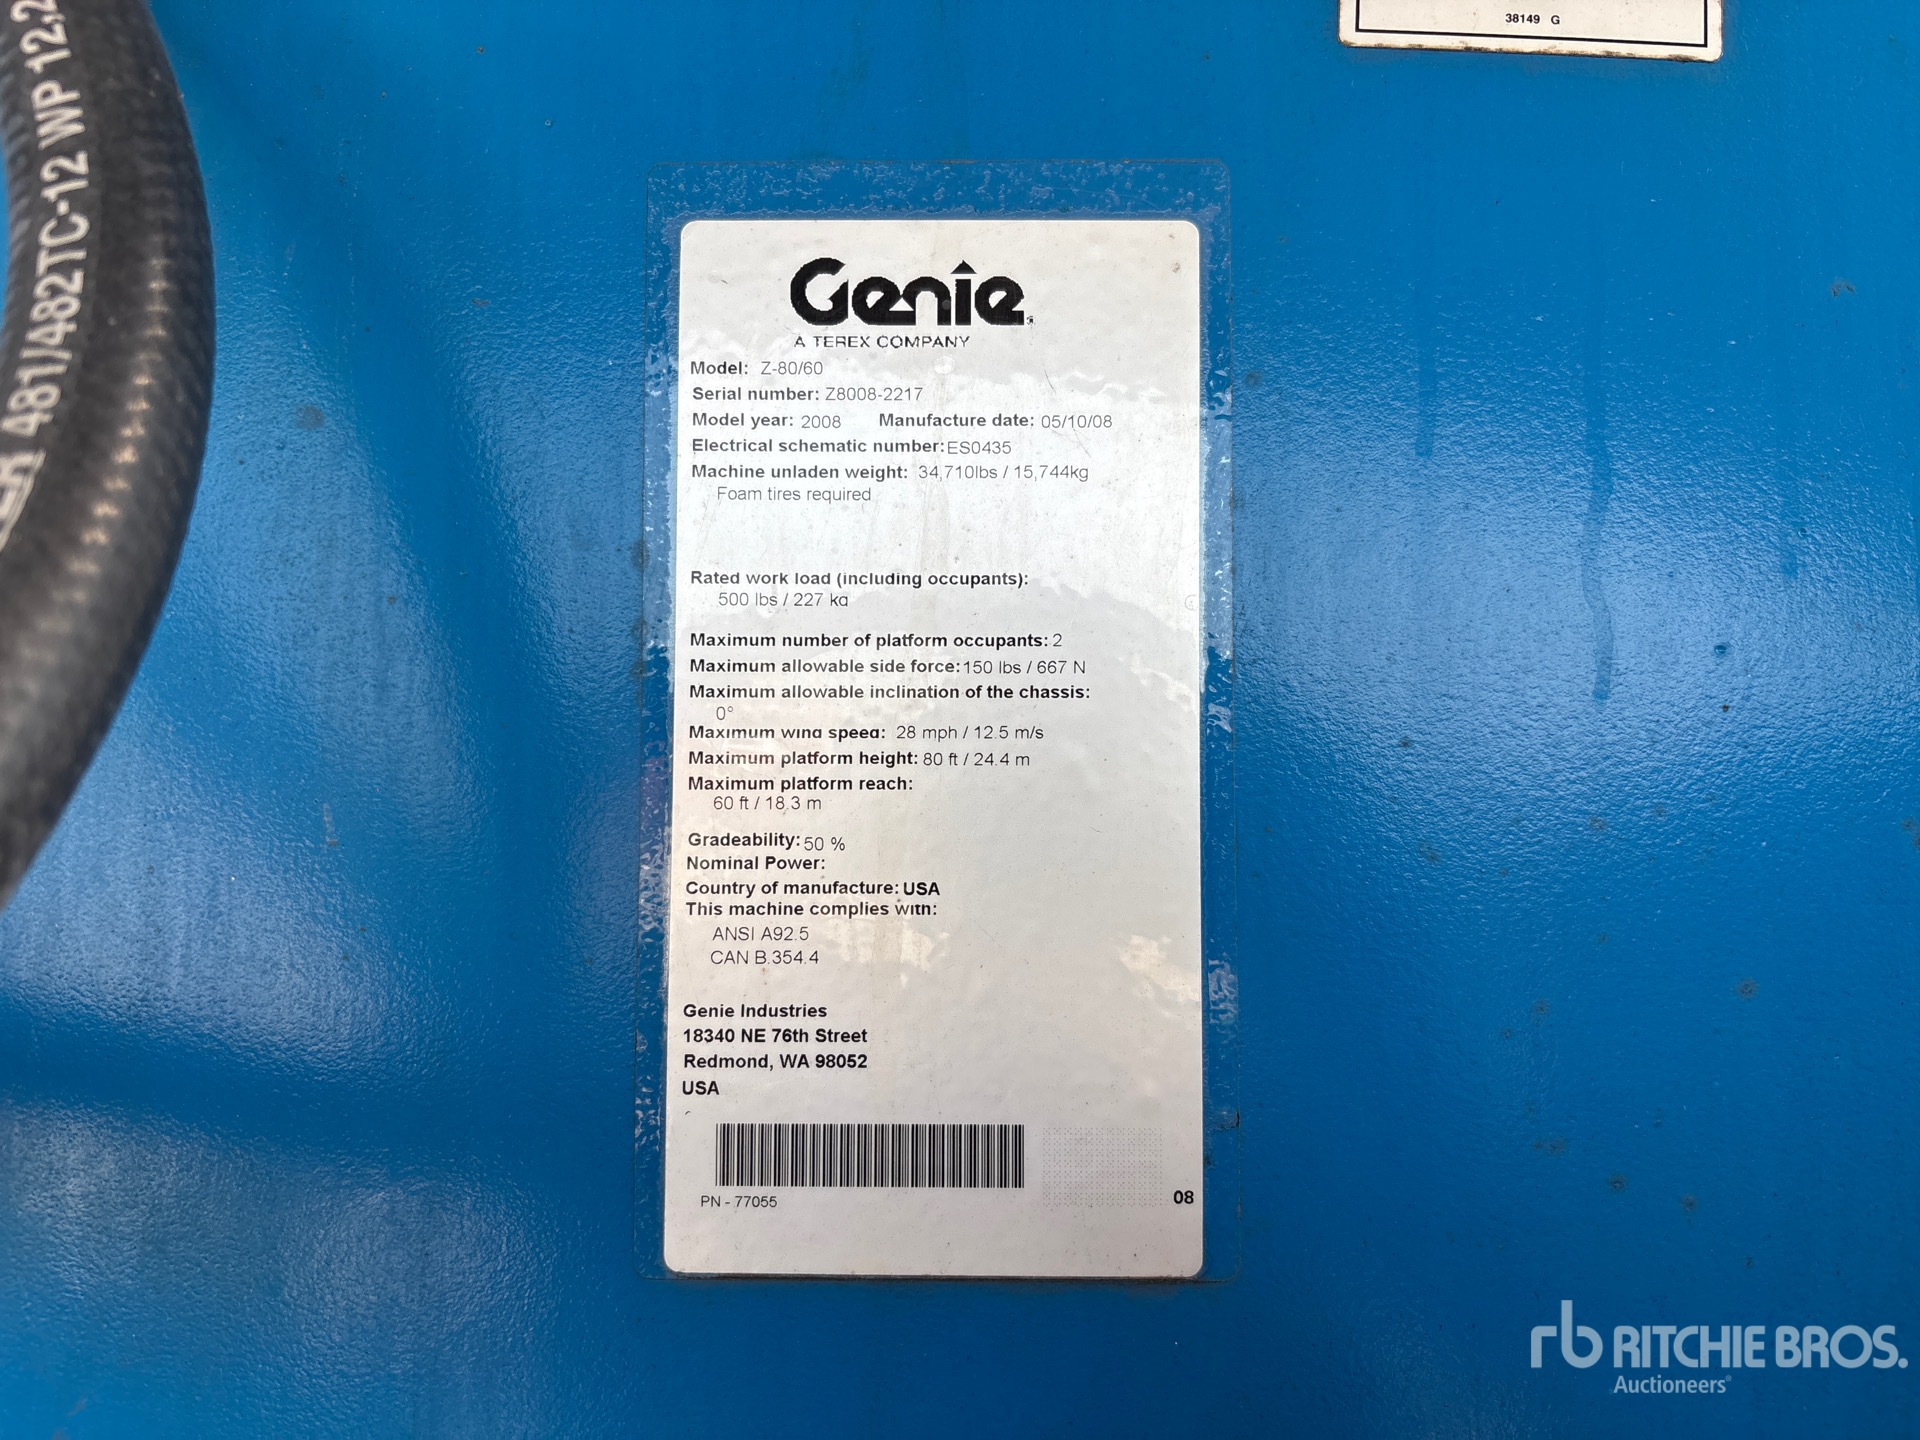 38149 G
481/482TC-12 WP 12,
Genie
A TEREX COMPANY
Model: Z-80/60
Serial number: Z8008-2217
Model year: 2008 Manufacture date: 05/10/08
Electrical schematic number: ES0435
Machine unladen weight: 34,710lbs / 15,744kg
Foam tires required
Rated work load (including occupants):
500 lbs / 227 kg
Maximum number of platform occupants: 2
Maximum allowable side force: 150 lbs / 667 N
Maximum allowable inclination of the chassis:
0°
Maximum wind speed: 28 mph / 12.5 m/s
Maximum platform height: 80 ft / 24.4 m
Maximum platform reach:
60 ft / 18.3 m
Gradeability: 50 %
Nominal Power:
Country of manufacture: USA
This machine complies with:
ANSI A92.5
CAN B.354.4
Genie Industries
18340 NE 76th Street
Redmond, WA 98052
USA
PN - 77055
08
rb RITCHIE BROS.
Auctioneers